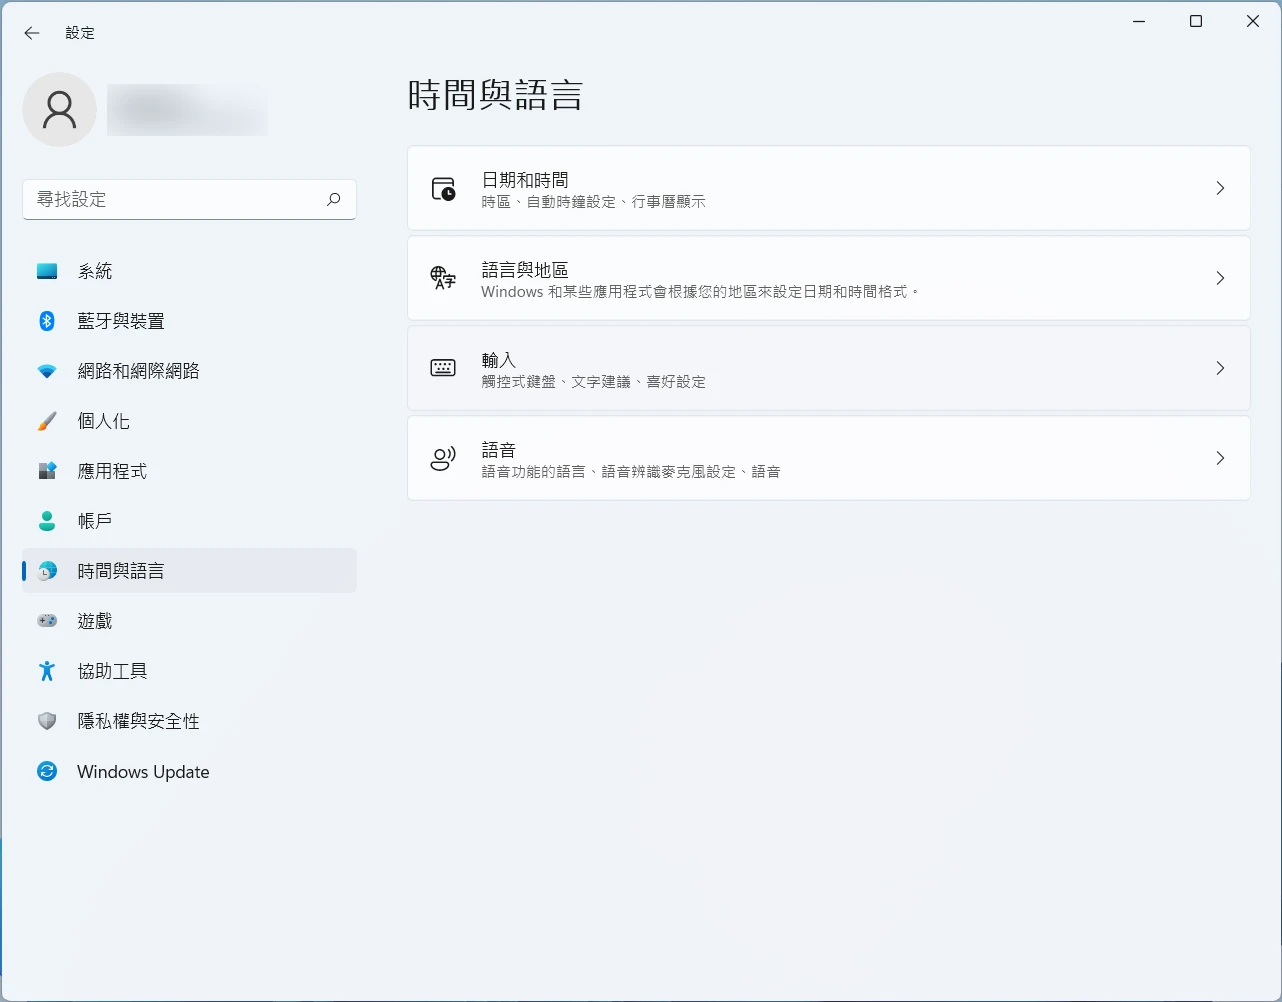 設定
尋找設定
系統
藍牙與裝置
網路和網際網路
個人化
應用程式
帳戶
時間與語言
遊戲
協助工具
隱私權與安全性
Windows Update
時間與語言
日期和時間
時區、自動時鐘設定、行事曆顯示
語言與地區
Windows 和某些應用程式會根據您的地區來設定日期和時間格式。
輸入
觸控式鍵盤、文字建議、喜好設定
語音
語音功能的語言、語音辨識麥克風設定、語音